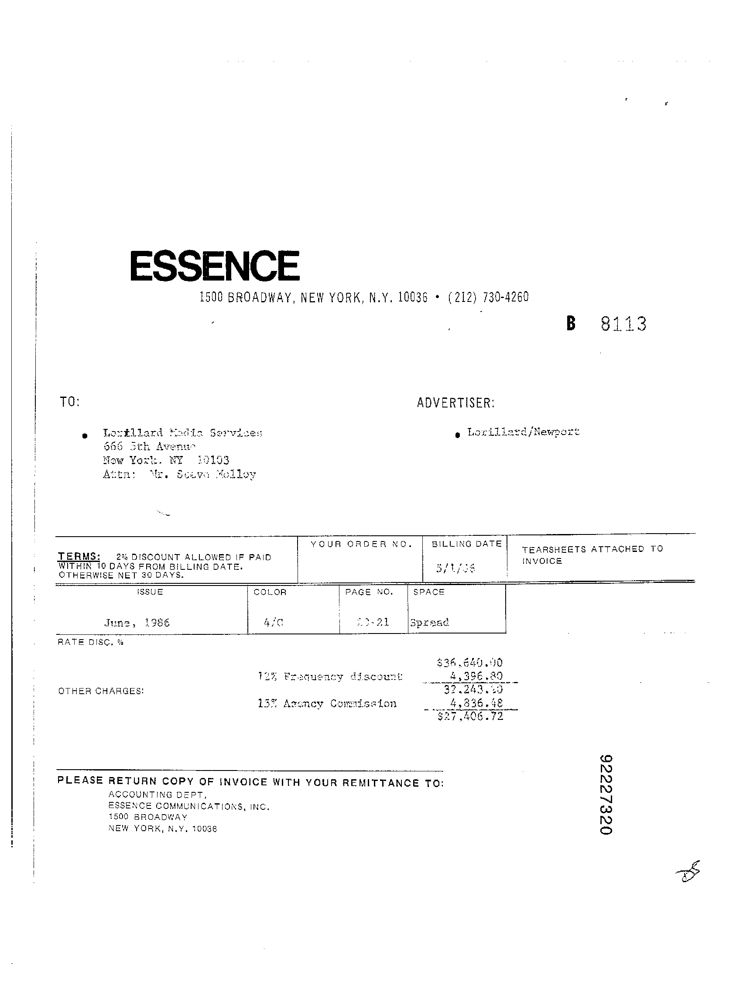 ESSENCE
1500 BROADWAY, NEW YORK, N.Y. 10036 • (212) 730-4260
B 8113
TO:
ADVERTISER:
• Lorillard Media Services
• Lorillard/Newport
666 5th Avenue
New York, NY 10103
Attn: Mr. Steve Molloy
TERMS: 2% DISCOUNT ALLOWED IF PAID
WITHIN 10 DAYS FROM BILLING DATE.
OTHERWISE NET 30 DAYS.
YOUR ORDER NO.
BILLING DATE
5/1/86
TEARSHEETS ATTACHED TO
INVOICE
ISSUE
COLOR
PAGE NO.
SPACE
June, 1986
4/C
20-21
Spread
RATE DISC. %
$36,640.00
12% Frequency discount 4,396.80
OTHER CHARGES:
32,243.20
15% Agency Commission 4,836.48
$27,406.72
PLEASE RETURN COPY OF INVOICE WITH YOUR REMITTANCE TO:
ACCOUNTING DEPT.
ESSENCE COMMUNICATIONS, INC.
1500 BROADWAY
NEW YORK, N.Y. 10036
92227320